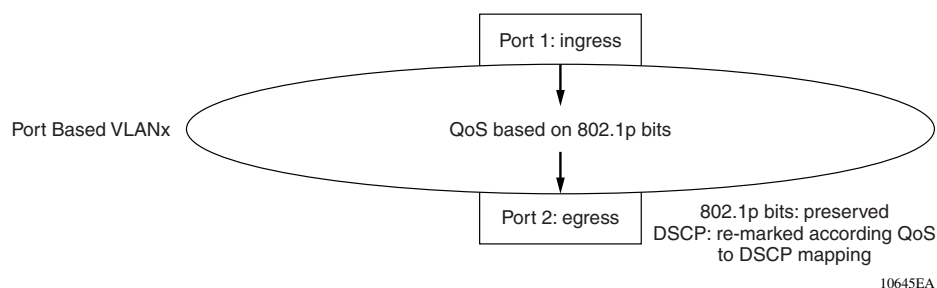 Port 1: ingress
Port Based VLANx
QoS based on 802.1p bits
Port 2: egress
802.1p bits: preserved
DSCP: re-marked according QoS
to DSCP mapping
10645EA